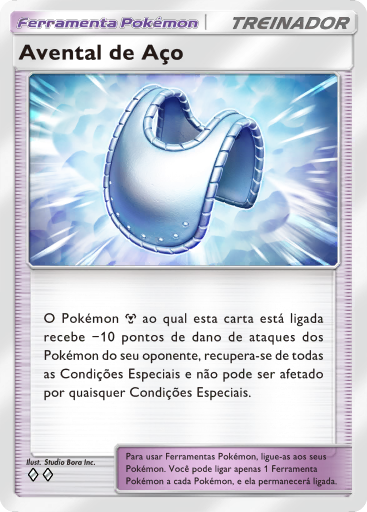 Ferramenta Pokémon
TREINADOR
Avental de Aço
O Pokémon ao qual esta carta está ligada
recebe −10 pontos de dano de ataques dos
Pokémon do seu oponente, recupera-se de todas
as Condições Especiais e não pode ser afetado
por quaisquer Condições Especiais.
Ilust. Studio Bora Inc.
Para usar Ferramentas Pokémon, ligue-as aos seus
Pokémon. Você pode ligar apenas 1 Ferramenta
Pokémon a cada Pokémon, e ela permanecerá ligada.